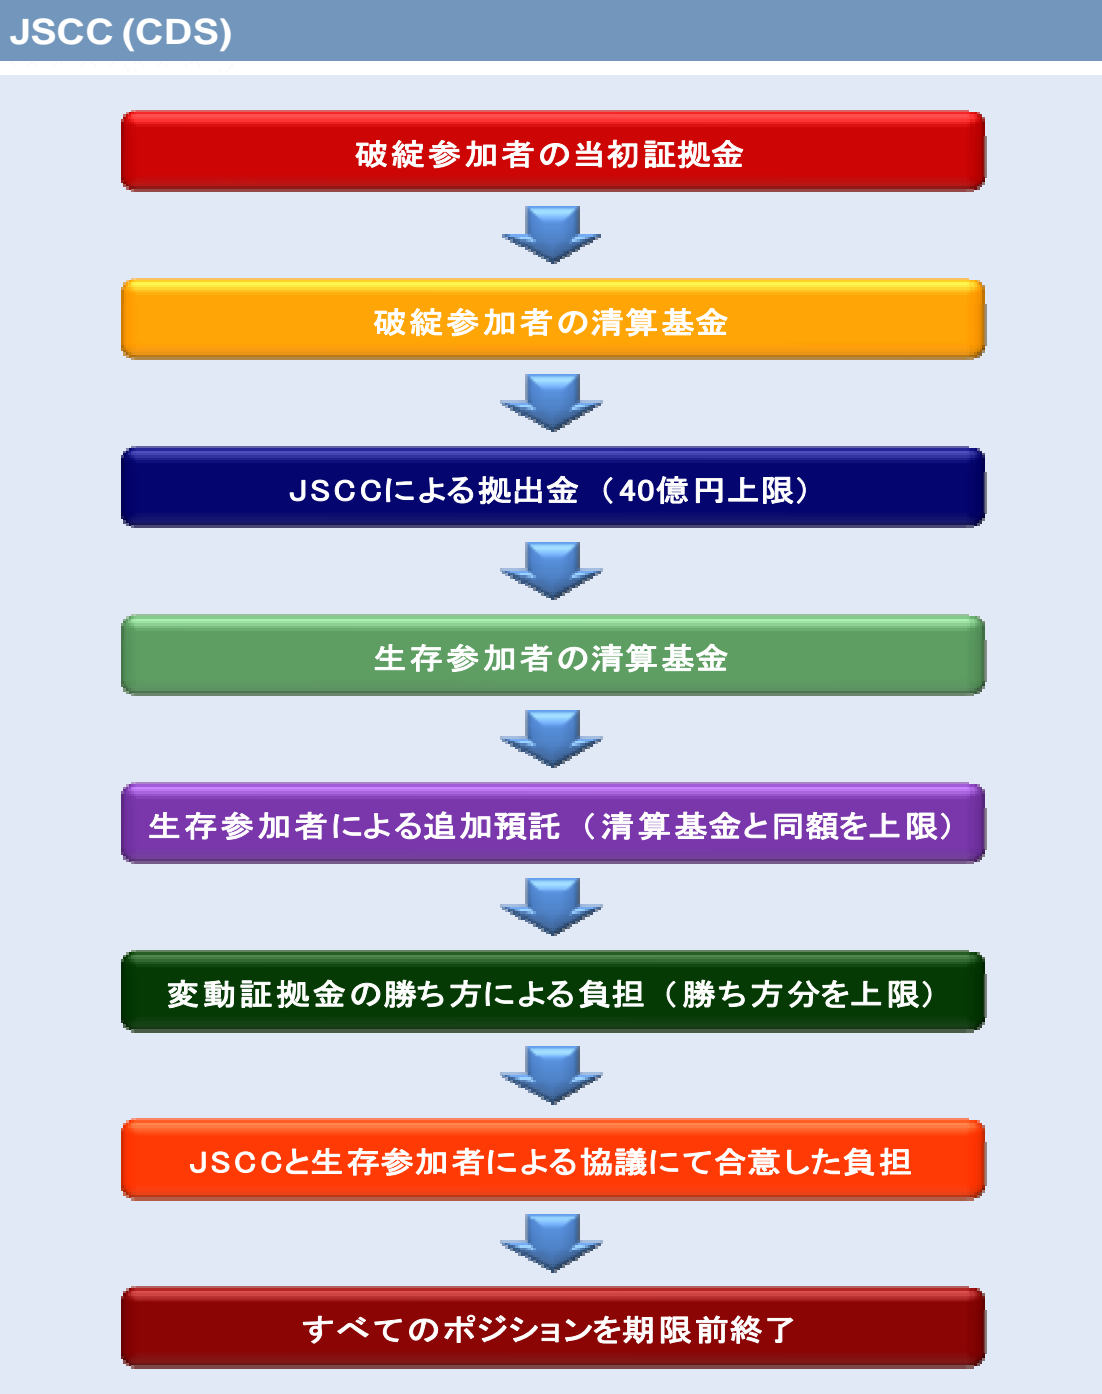 JSCC (CDS)
破綻参加者の当初証拠金
破綻参加者の清算基金
JSCCによる拠出金（40億円上限）
生存参加者の清算基金
生存参加者による追加預託（清算基金と同額を上限）
変動証拠金の勝ち方による負担（勝ち方分を上限）
JSCCと生存参加者による協議にて合意した負担
すべてのポジションを期限前終了